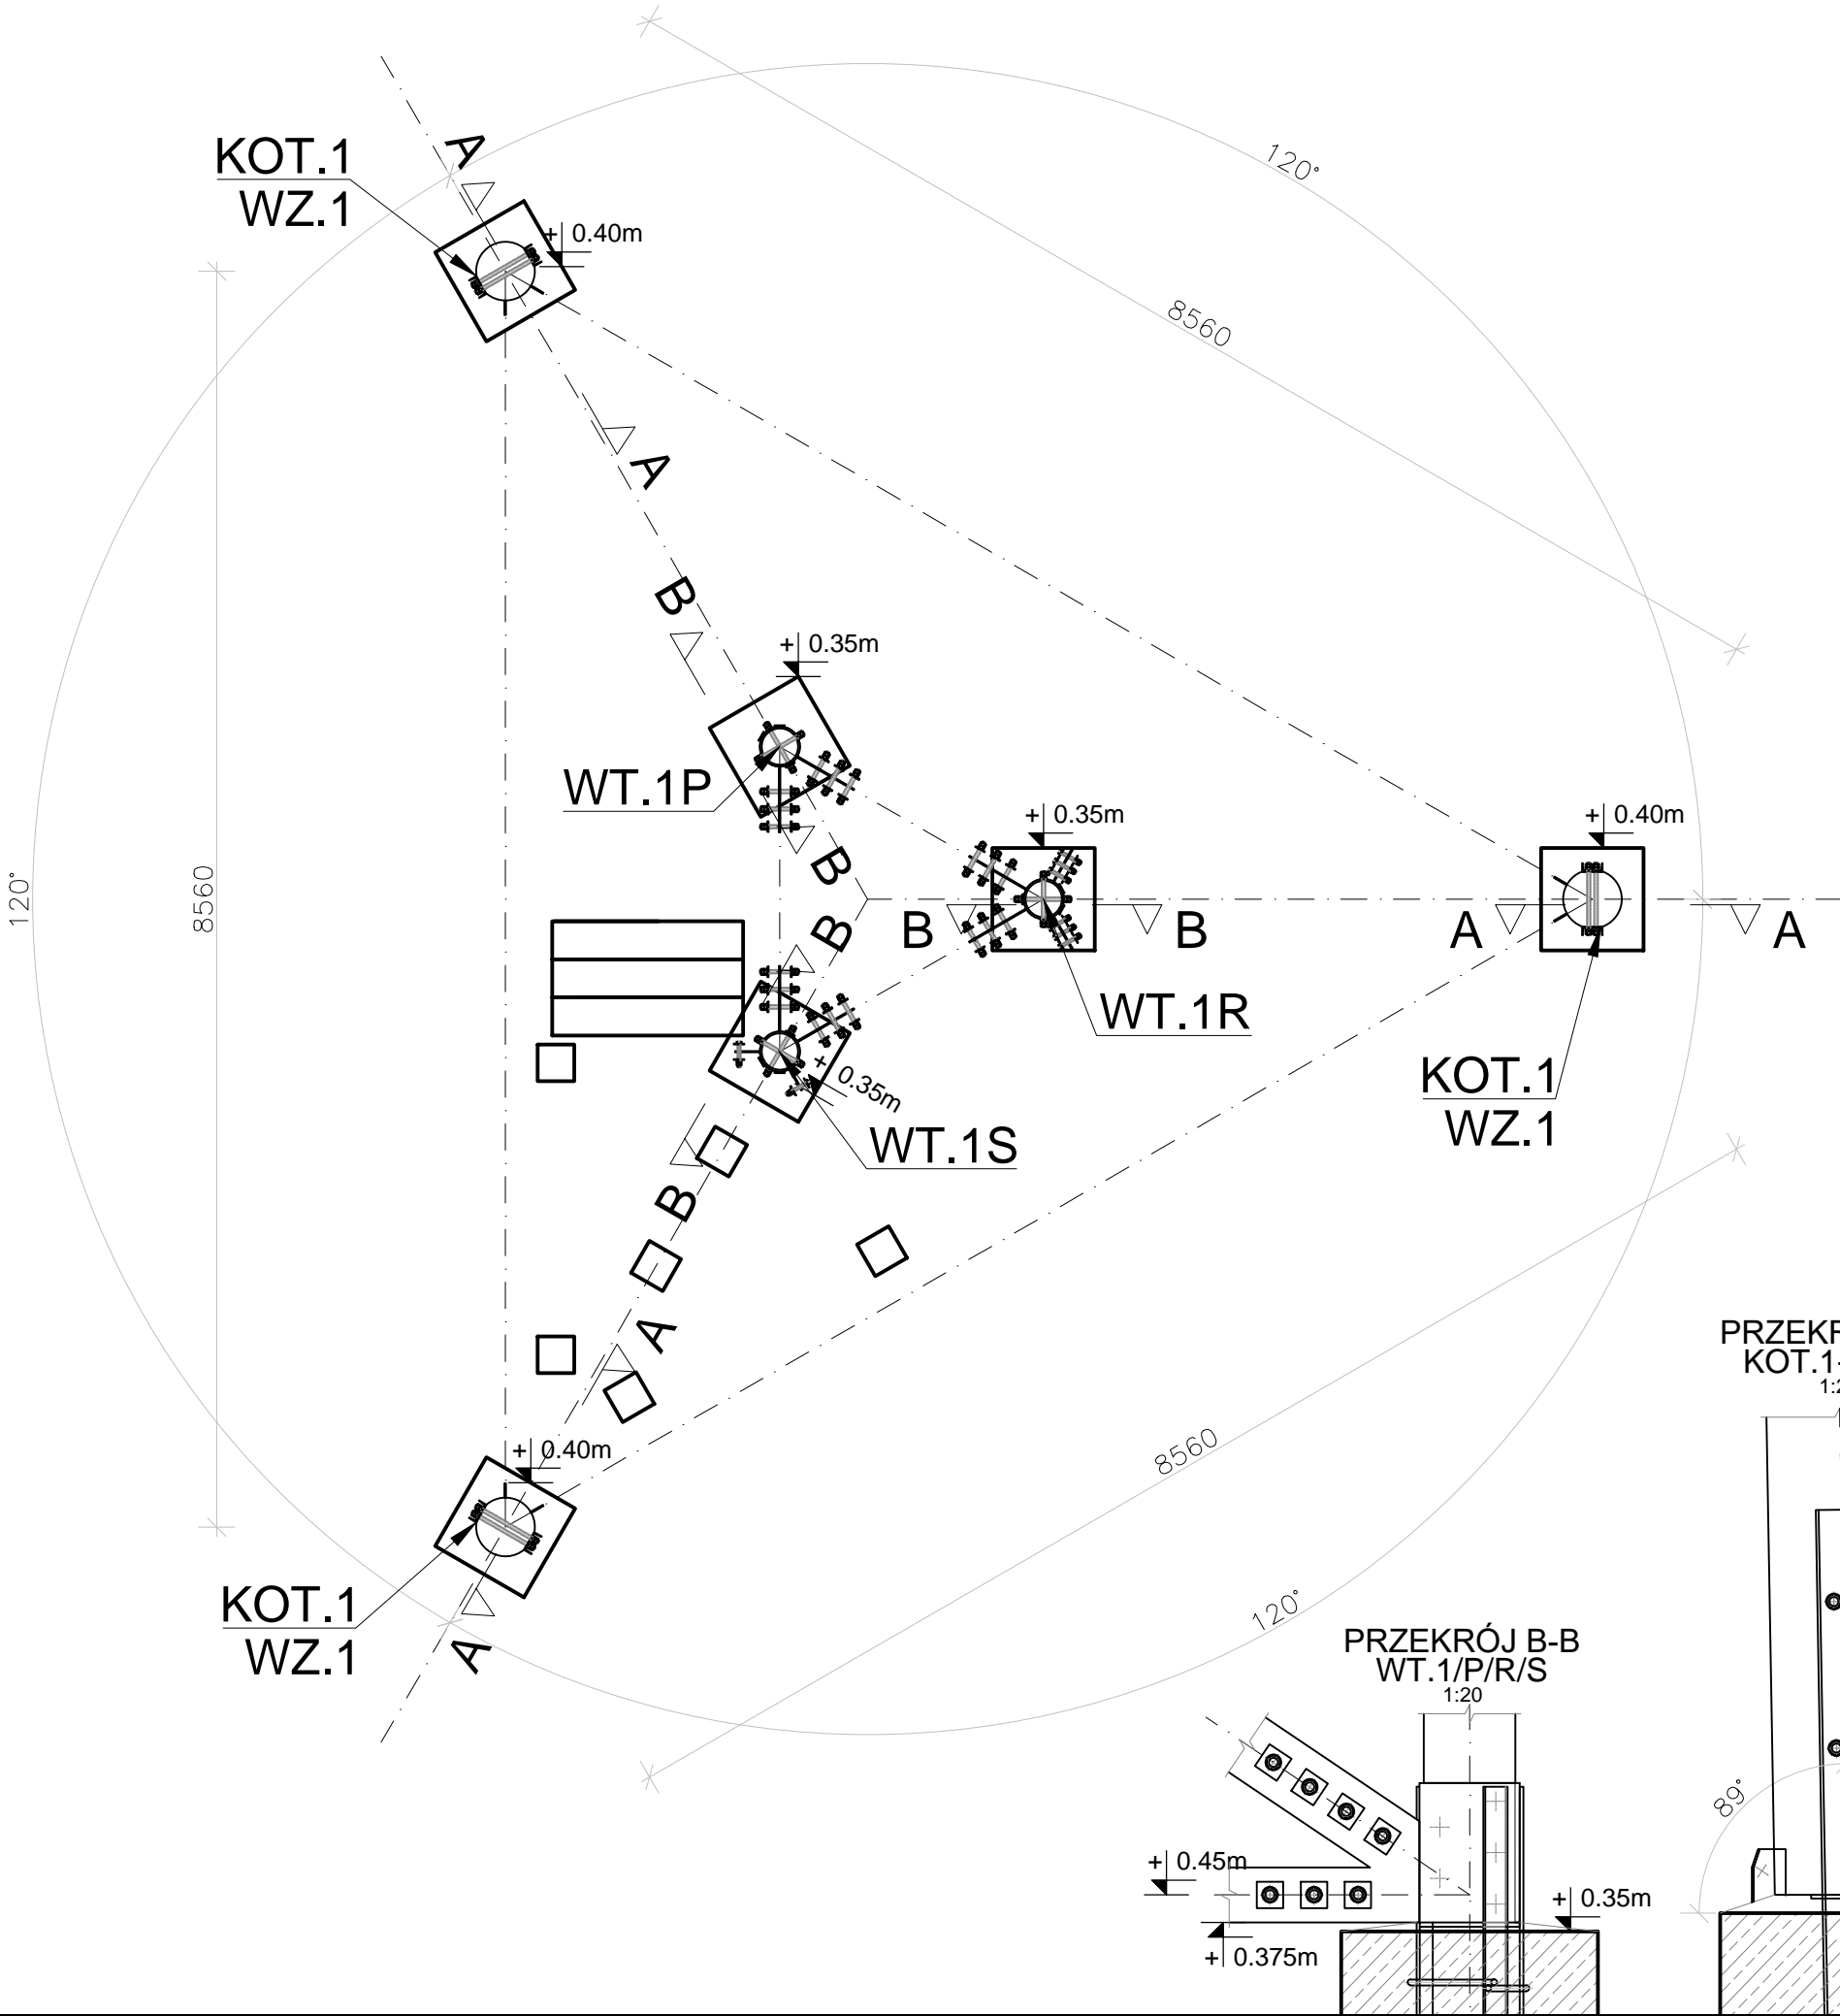 A
120°
KOT.1
WZ.1
+ 0.40m
8560
A
B
+ 0.35m
WT.1P
+ 0.35m
+ 0.40m
B
120°
8560
B
B
B
A
A
WT.1R
+ 0.35m
KOT.1
WZ.1
WT.1S
B
A
PRZEKR
KOT.1-
+ 0.40m
8560
KOT.1
WZ.1
A
120°
PRZEKRÓJ B-B
WT.1/P/R/S
1:20
89°
+ 0.45m
+ 0.35m
+ 0.375m